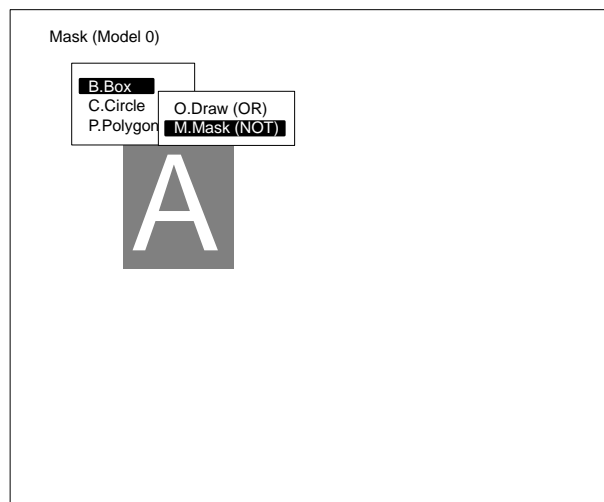 Mask (Model 0)
B.Box
C.Circle
P.Polygon
O.Draw (OR)
M.Mask (NOT)
A